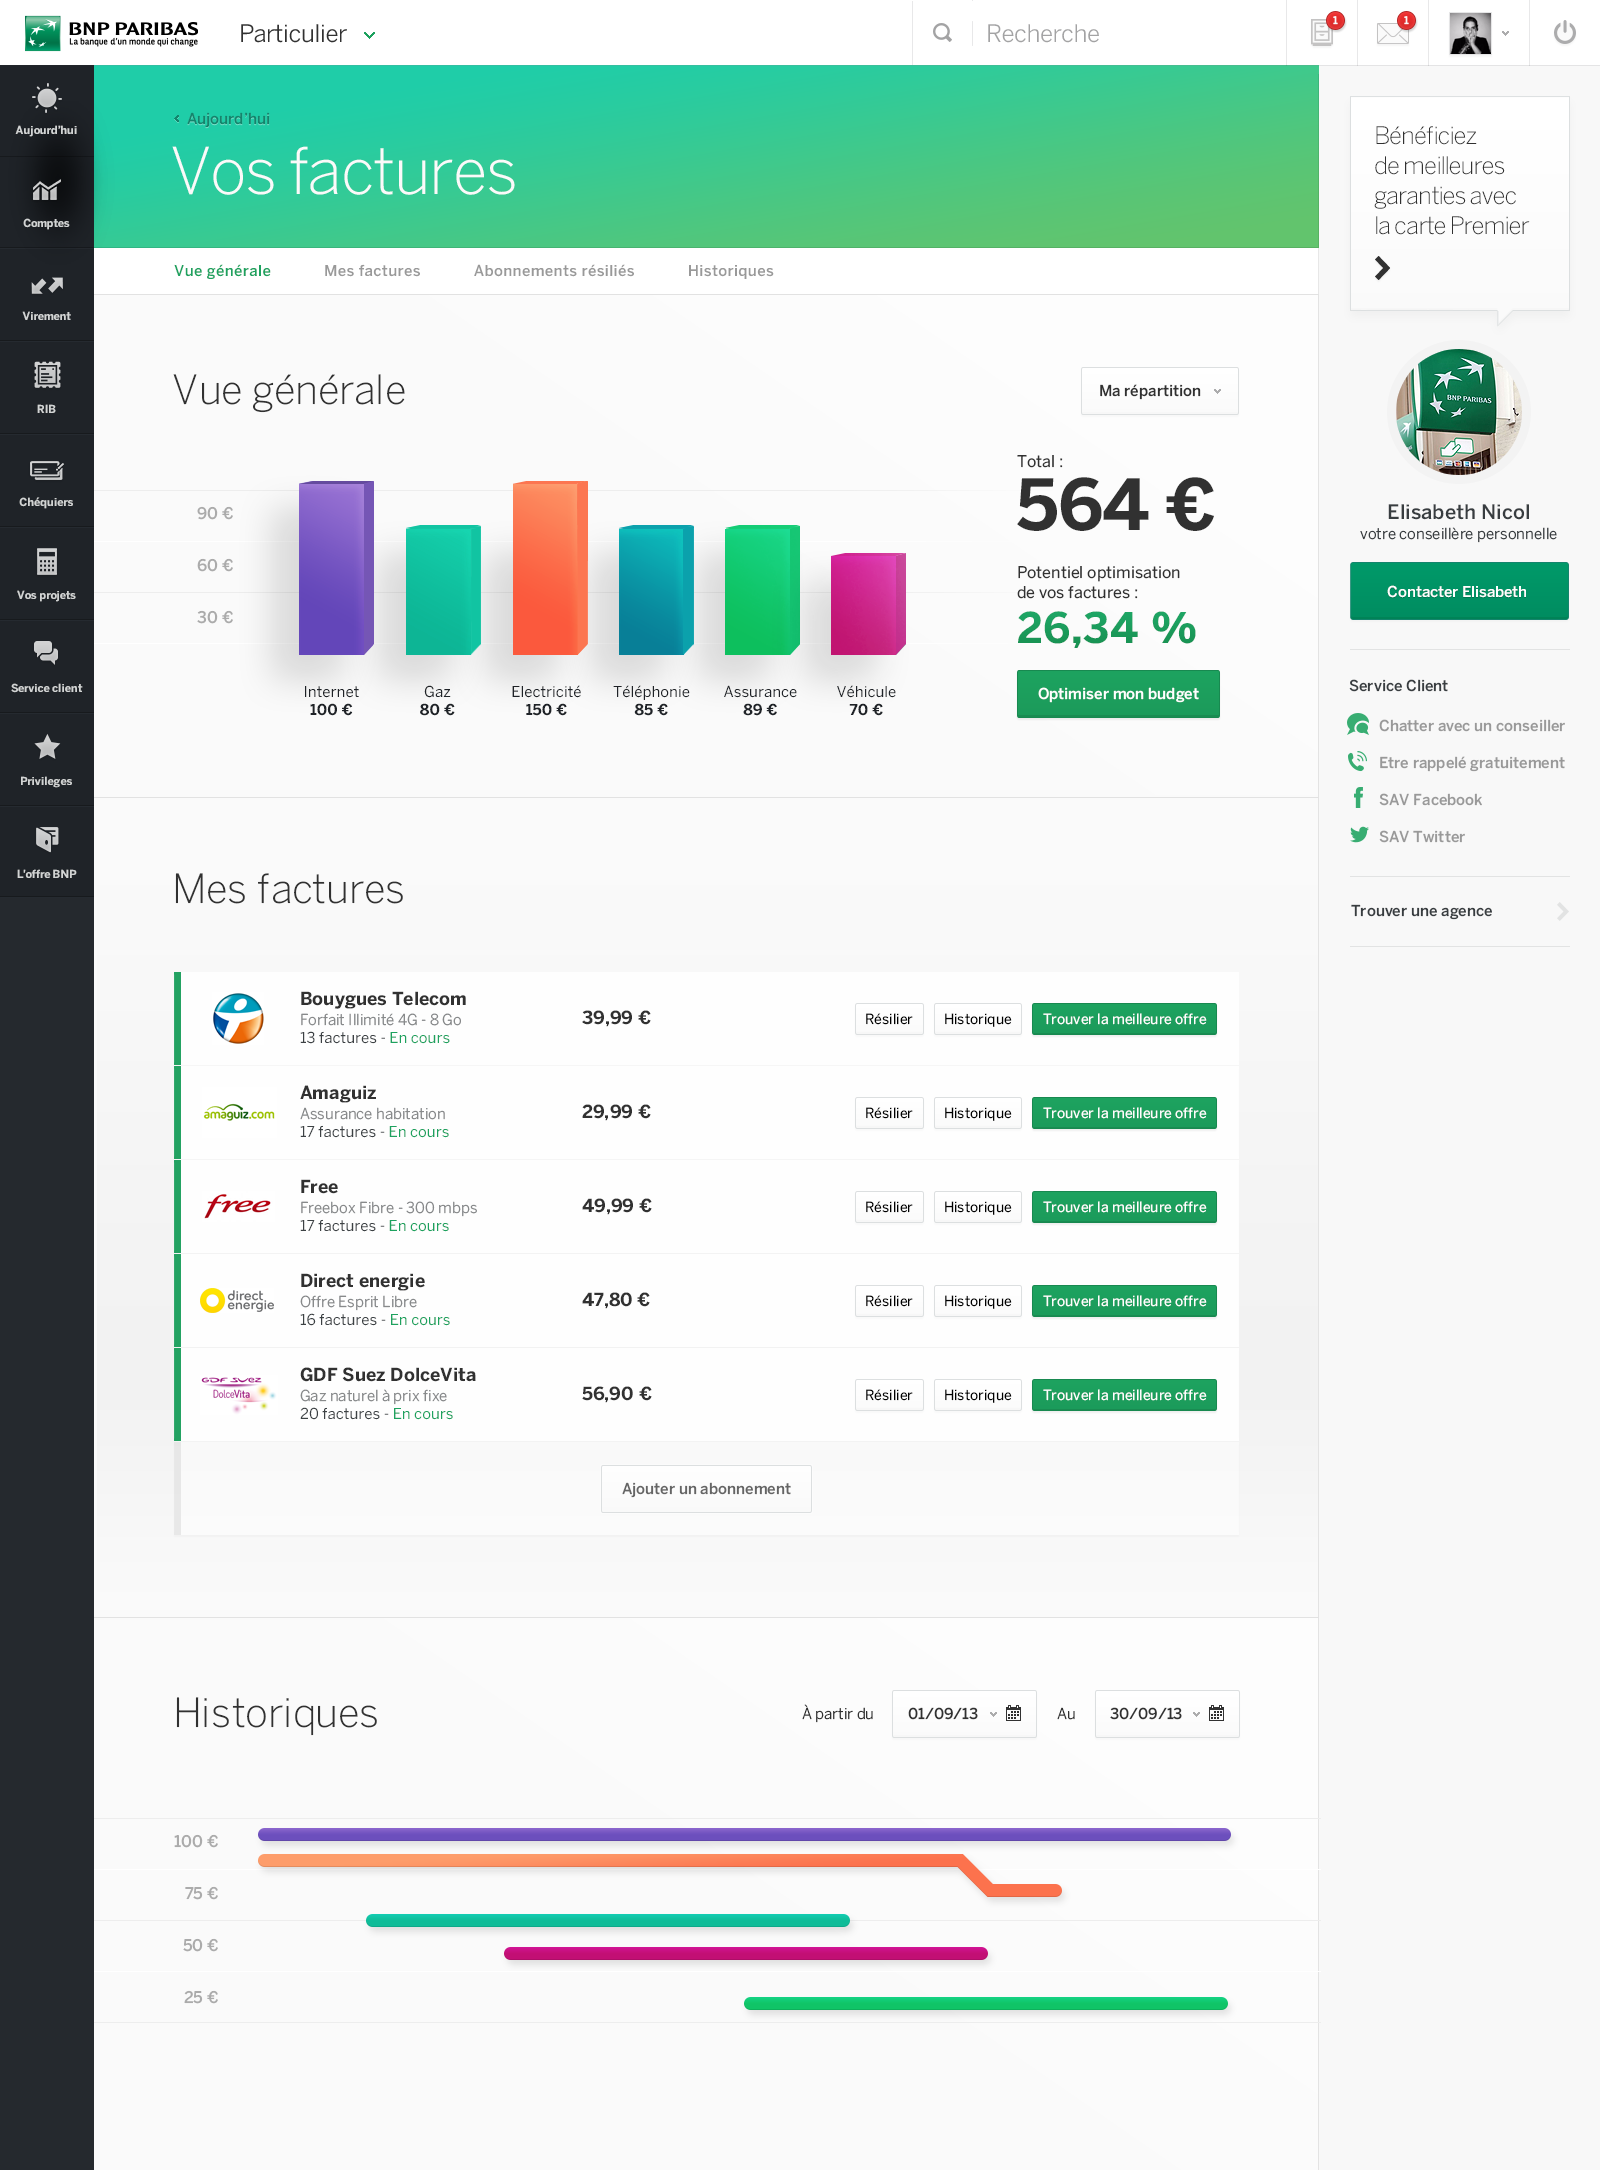 BNP PARIBAS
La banque d'un monde qui change
Particulier
Recherche
1
1
Aujourd'hui
Comptes
Virement
RIB
Chéquiers
Vos projets
Service client
Privileges
L'offre BNP
‹ Aujourd'hui
Vos factures
Vue générale
Mes factures
Abonnements résiliés
Historiques
Vue générale
Ma répartition
90 €
60 €
30 €
Internet
100 €
Gaz
80 €
Electricité
150 €
Téléphonie
85 €
Assurance
89 €
Véhicule
70 €
Total :
564 €
Potentiel optimisation
de vos factures :
26,34 %
Optimiser mon budget
Mes factures
Bouygues Telecom
Forfait Illimité 4G - 8 Go
13 factures - En cours
39,99 €
Résilier
Historique
Trouver la meilleure offre
amaguiz.com
Amaguiz
Assurance habitation
17 factures - En cours
29,99 €
Résilier
Historique
Trouver la meilleure offre
free
Free
Freebox Fibre - 300 mbps
17 factures - En cours
49,99 €
Résilier
Historique
Trouver la meilleure offre
direct
energie
Direct energie
Offre Esprit Libre
16 factures - En cours
47,80 €
Résilier
Historique
Trouver la meilleure offre
GDF SUEZ
DolceVita
GDF Suez DolceVita
Gaz naturel à prix fixe
20 factures - En cours
56,90 €
Résilier
Historique
Trouver la meilleure offre
Ajouter un abonnement
Historiques
À partir du
01/09/13
Au
30/09/13
100 €
75 €
50 €
25 €
Bénéficiez
de meilleures
garanties avec
la carte Premier
BNP PARIBAS
Elisabeth Nicol
votre conseillère personnelle
Contacter Elisabeth
Service Client
Chatter avec un conseiller
Etre rappelé gratuitement
SAV Facebook
SAV Twitter
Trouver une agence